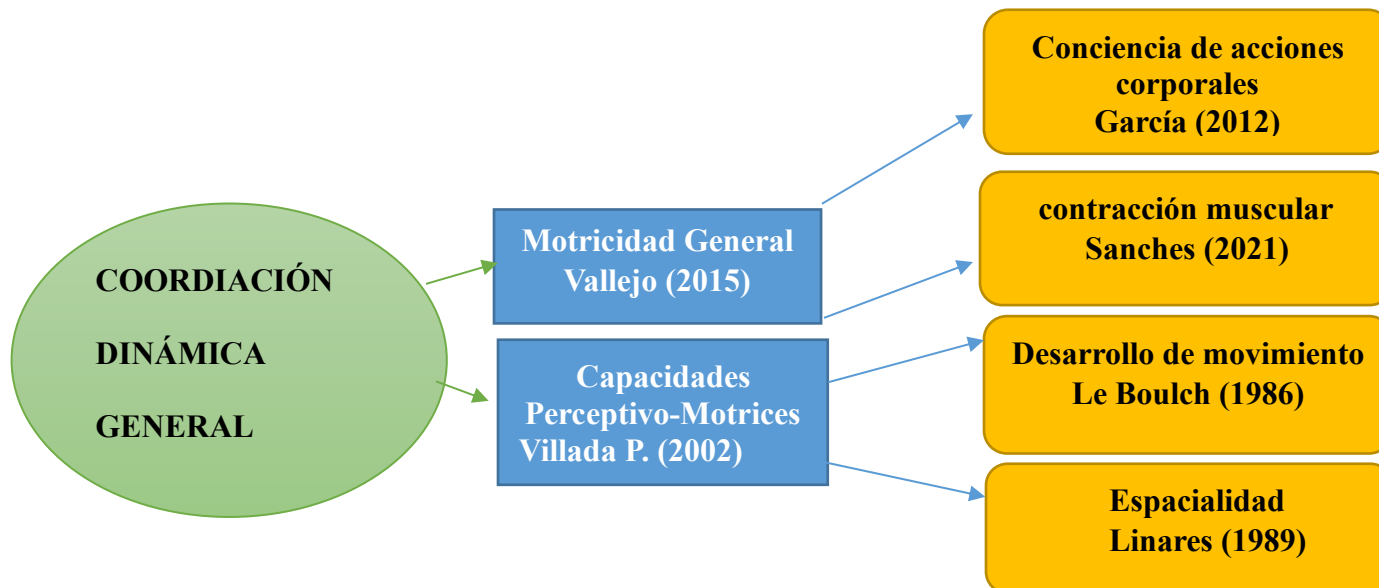 COORDIACIÓN
DINÁMICA
GENERAL
Motricidad General
Vallejo (2015)
Capacidades
Perceptivo-Motrices
Villada P. (2002)
Conciencia de acciones
corporales
García (2012)
contracción muscular
Sanches (2021)
Desarrollo de movimiento
Le Boulch (1986)
Espacialidad
Linares (1989)